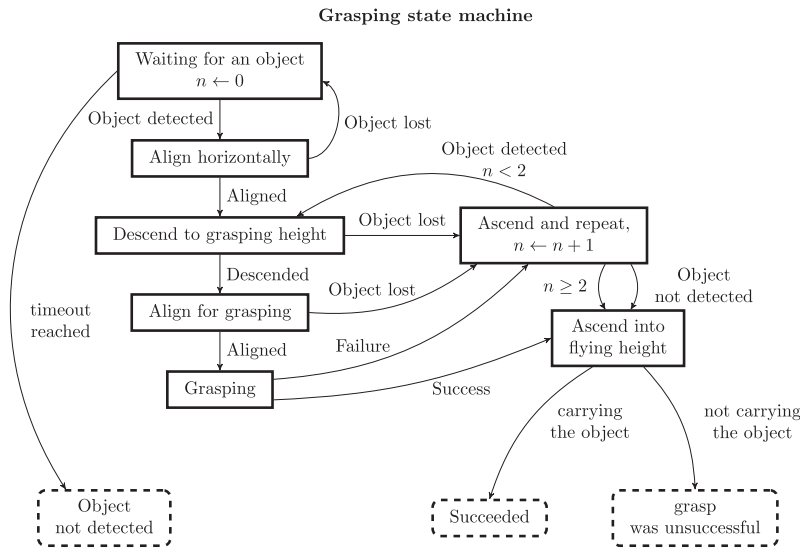 Grasping state machine
Waiting for an object
n ← 0
Object detected
Object lost
Align horizontally
Object detected
n < 2
Aligned
Descend to grasping height
Object lost
Ascend and repeat,
n ← n + 1
Descended
Object lost
n ≥ 2
Object
not detected
timeout
reached
Align for grasping
Ascend into
flying height
Aligned
Failure
Grasping
Success
carrying
the object
not carrying
the object
Object
not detected
Succeeded
grasp
was unsuccessful